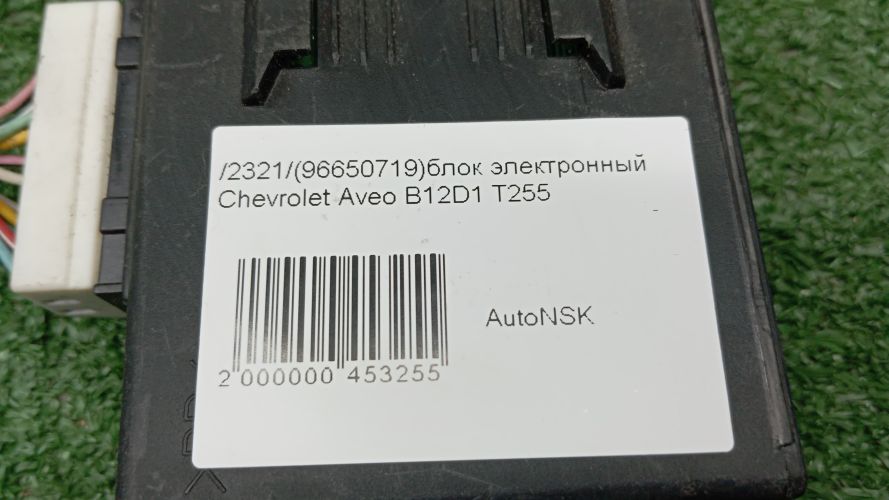 /2321/(96650719)блок электронный
Chevrolet Aveo B12D1 T255
AutoNSK
2 000000 453255